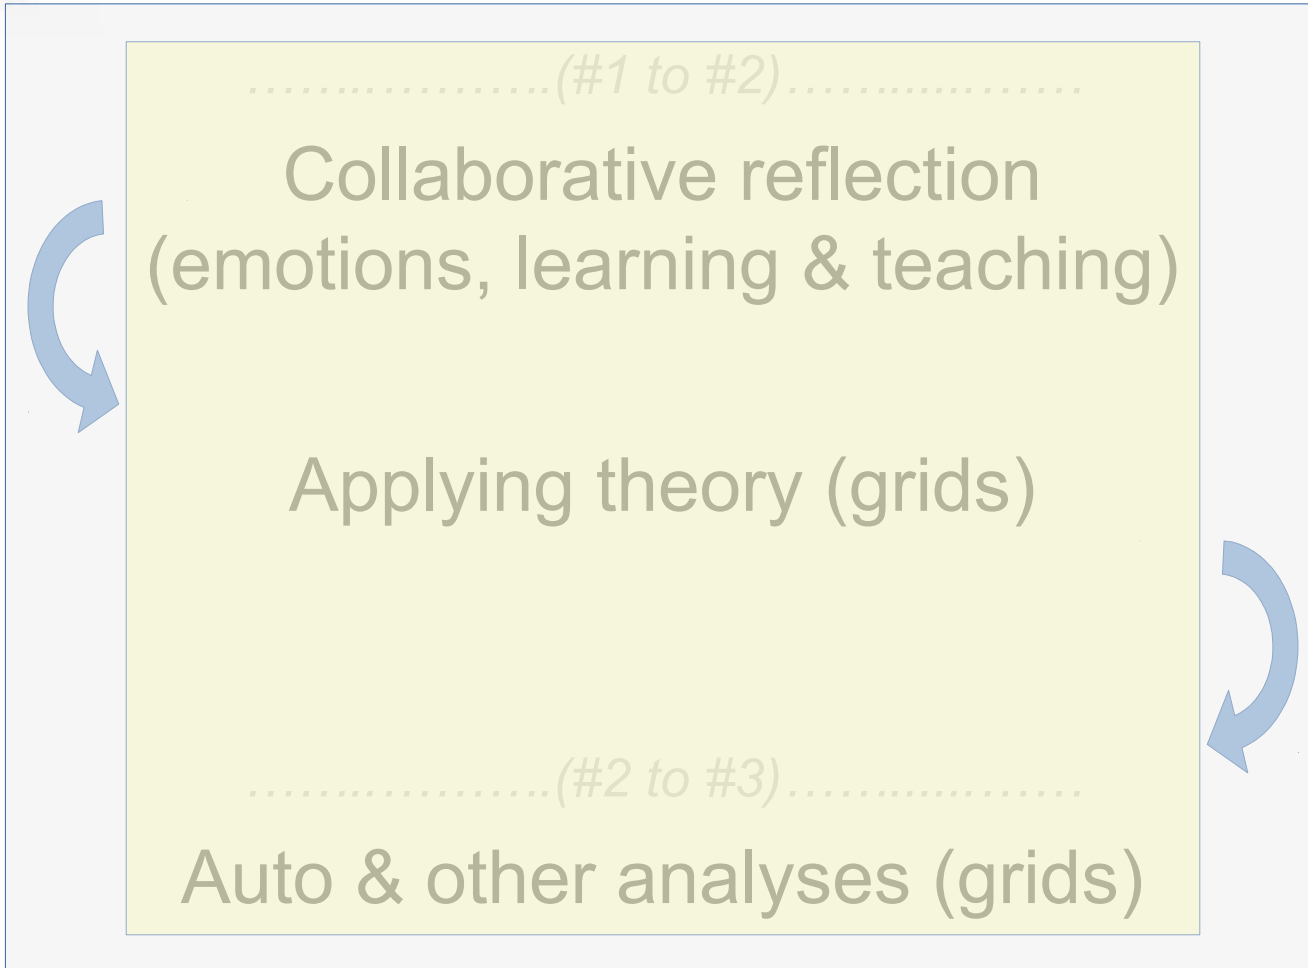 ……...……………(#1 to #2)……......……
Collaborative reflection
(emotions, learning & teaching)
Applying theory (grids)
……...……………(#2 to #3)……......……
Auto & other analyses (grids)